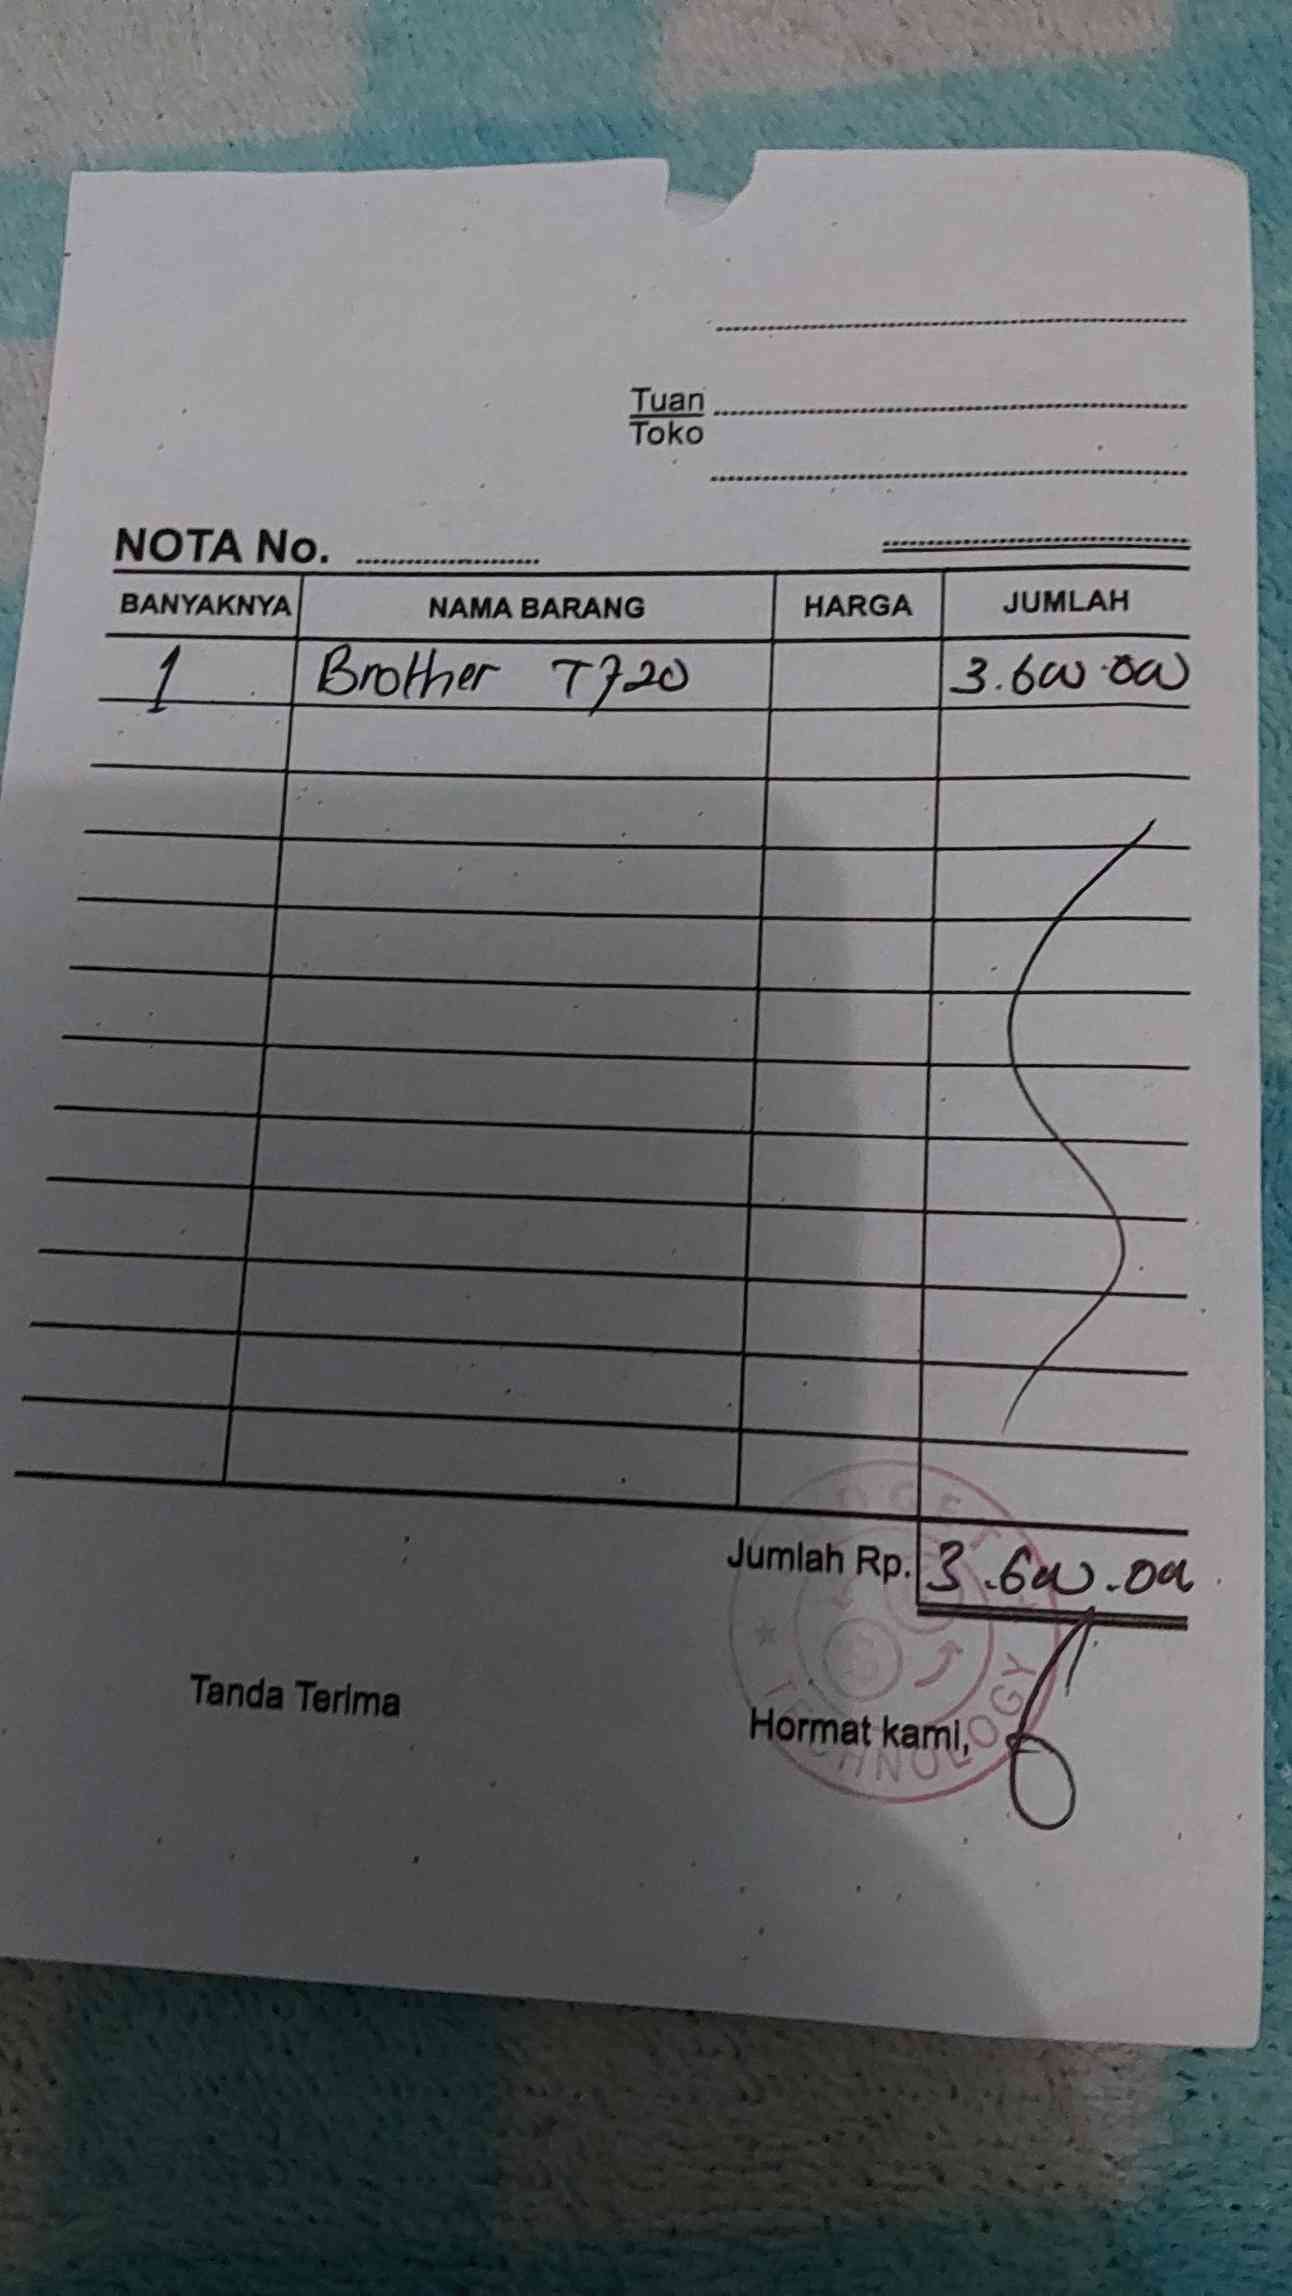 Tuan
Toko
NOTA No.
BANYAKNYA NAMA BARANG HARGA JUMLAH
1 Brother T720 3.600.000
Jumlah Rp. 3.600.000
Tanda Terima
Hormat kami,
TECHNOLOGY